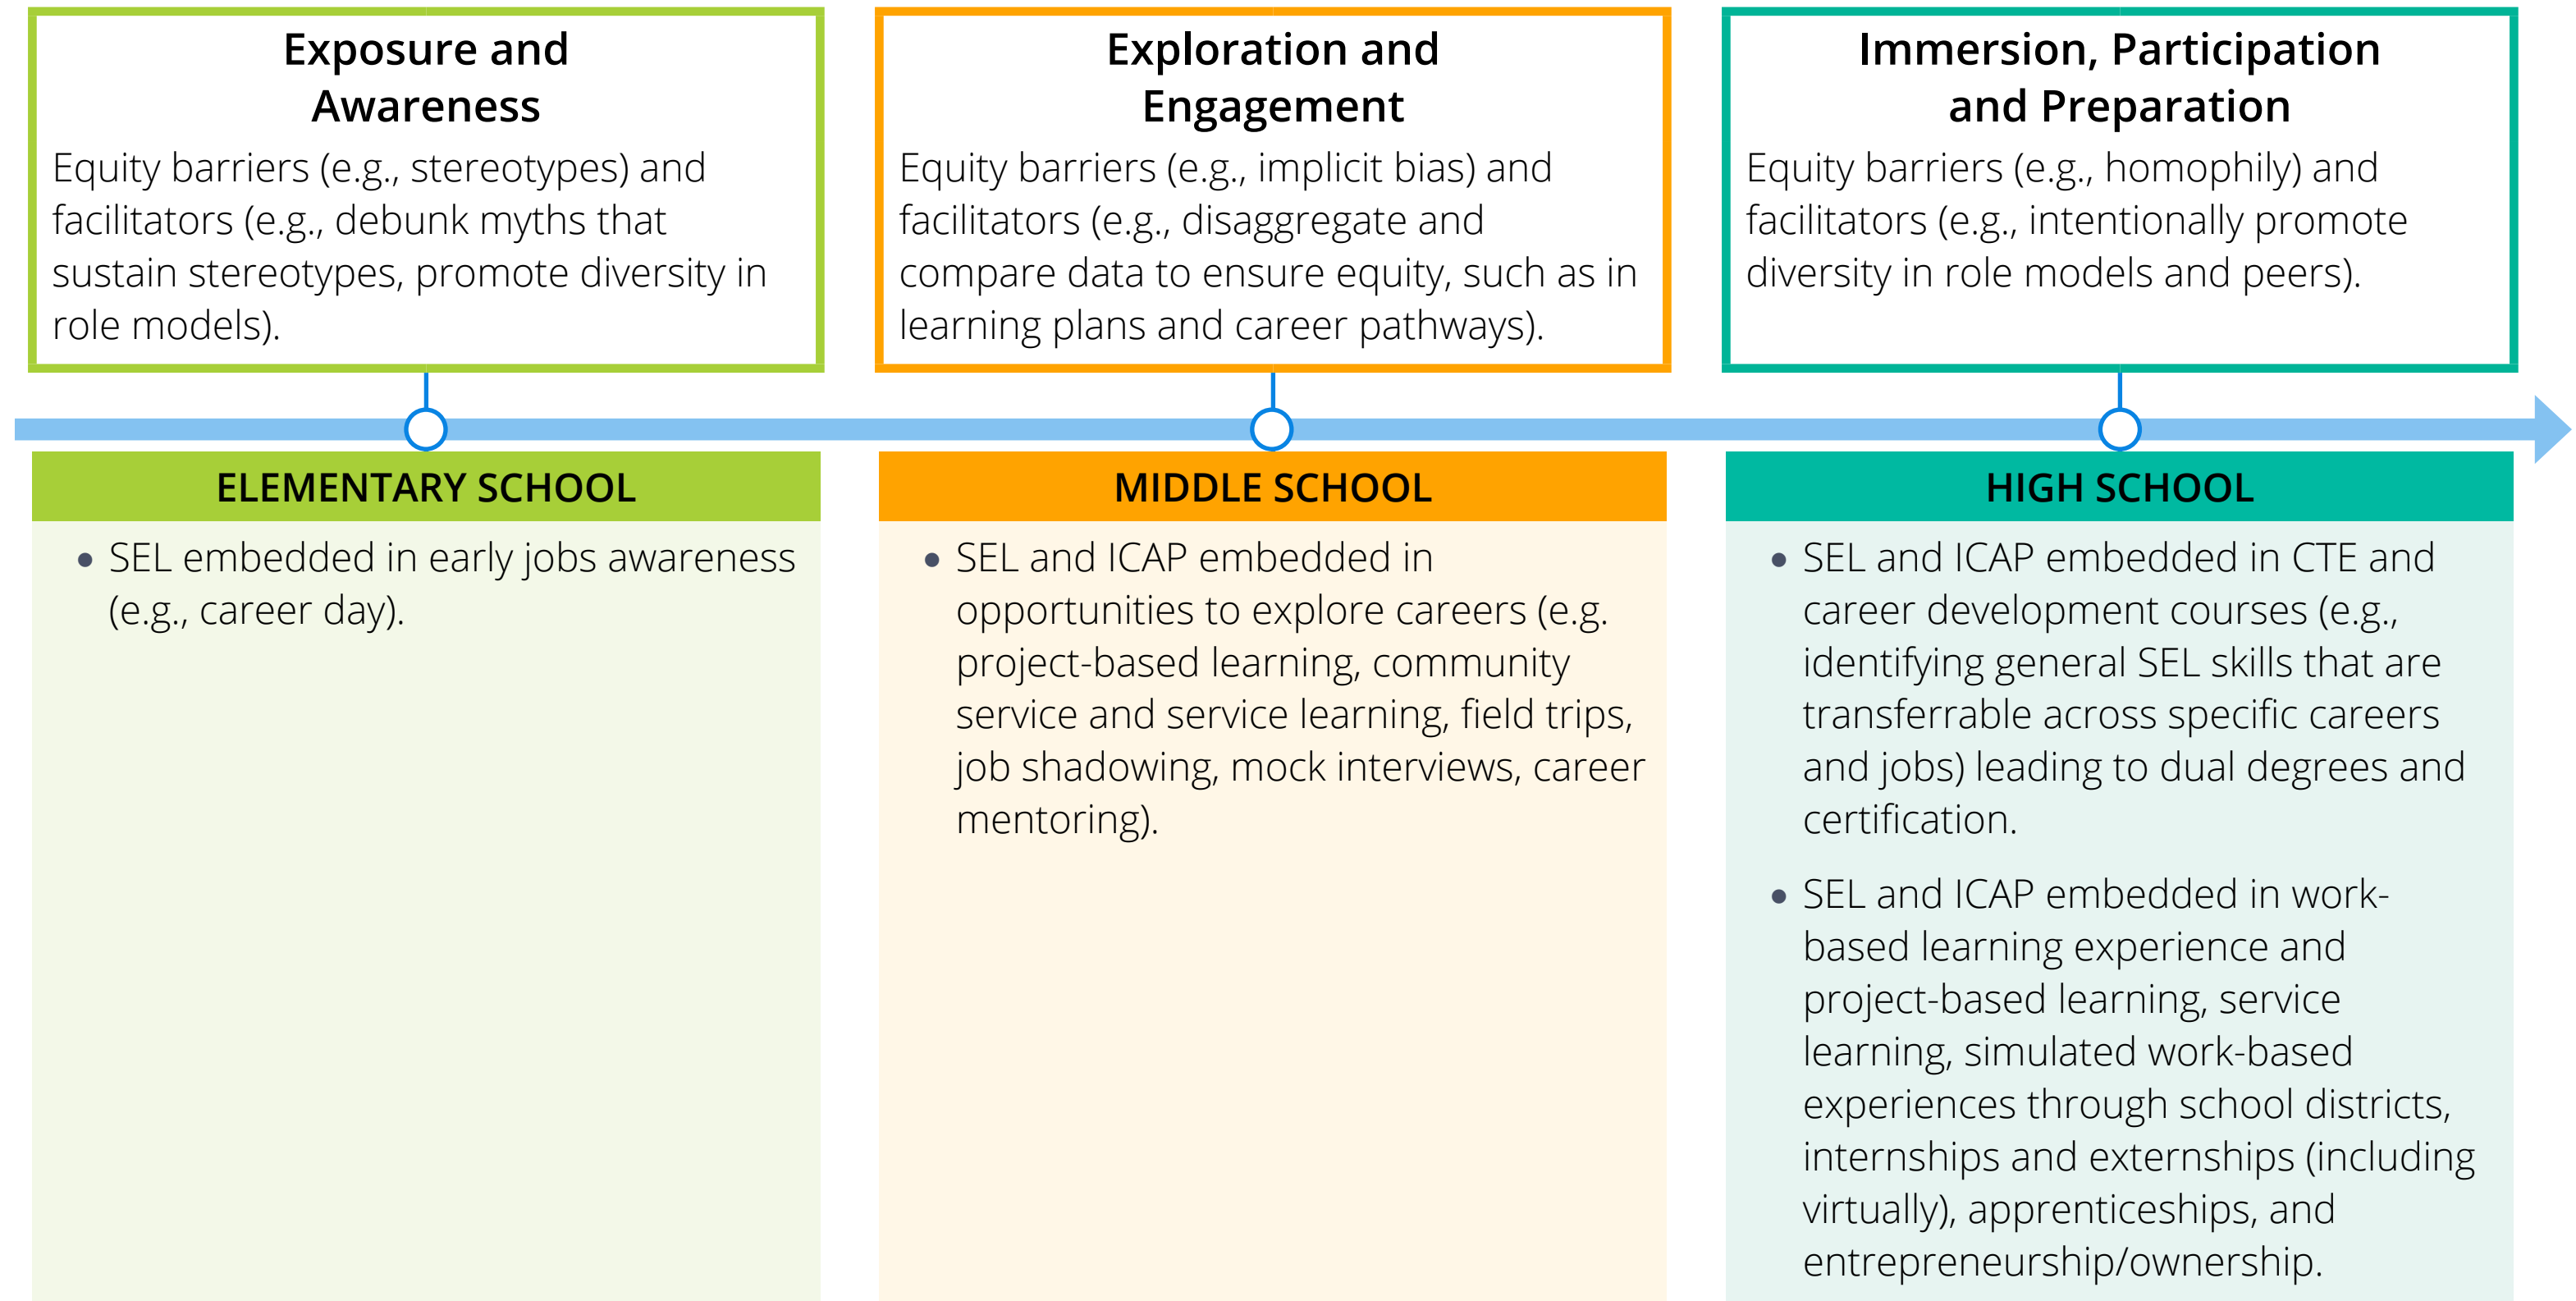 Exposure and
Awareness
Equity barriers (e.g., stereotypes) and
facilitators (e.g., debunk myths that
sustain stereotypes, promote diversity in
role models).
Exploration and
Engagement
Equity barriers (e.g., implicit bias) and
facilitators (e.g., disaggregate and
compare data to ensure equity, such as in
learning plans and career pathways).
Immersion, Participation
and Preparation
Equity barriers (e.g., homophily) and
facilitators (e.g., intentionally promote
diversity in role models and peers).
ELEMENTARY SCHOOL
• SEL embedded in early jobs awareness
(e.g., career day).
MIDDLE SCHOOL
• SEL and ICAP embedded in
opportunities to explore careers (e.g.
project-based learning, community
service and service learning, field trips,
job shadowing, mock interviews, career
mentoring).
HIGH SCHOOL
• SEL and ICAP embedded in CTE and
career development courses (e.g.,
identifying general SEL skills that are
transferrable across specific careers
and jobs) leading to dual degrees and
certification.
• SEL and ICAP embedded in work-
based learning experience and
project-based learning, service
learning, simulated work-based
experiences through school districts,
internships and externships (including
virtually), apprenticeships, and
entrepreneurship/ownership.